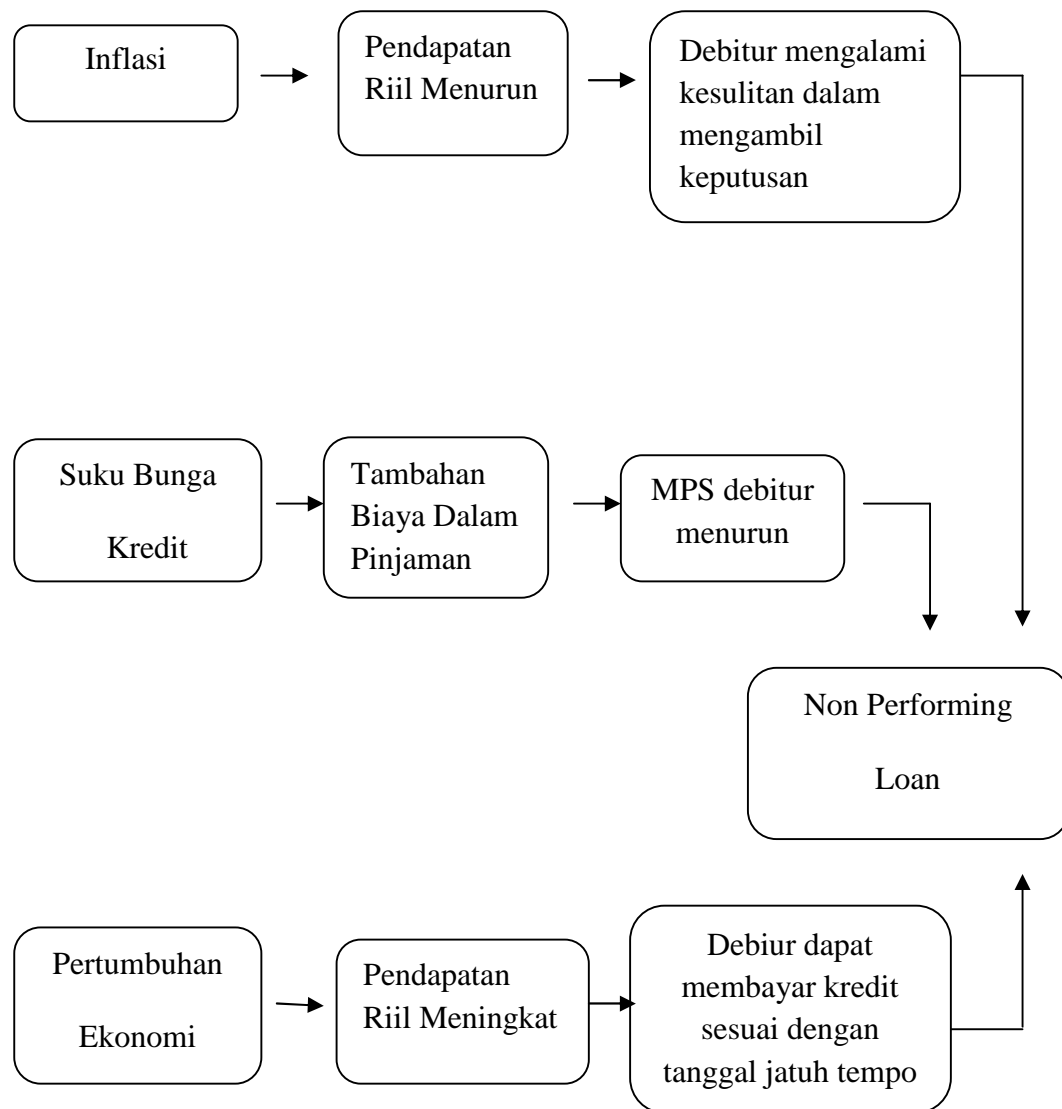 Inflasi
Pendapatan
Riil Menurun
Debitur mengalami
kesulitan dalam
mengambil
keputusan
Suku Bunga
Kredit
Tambahan
Biaya Dalam
Pinjaman
MPS debitur
menurun
Non Performing
Loan
Pertumbuhan
Ekonomi
Pendapatan
Riil Meningkat
Debiur dapat
membayar kredit
sesuai dengan
tanggal jatuh tempo